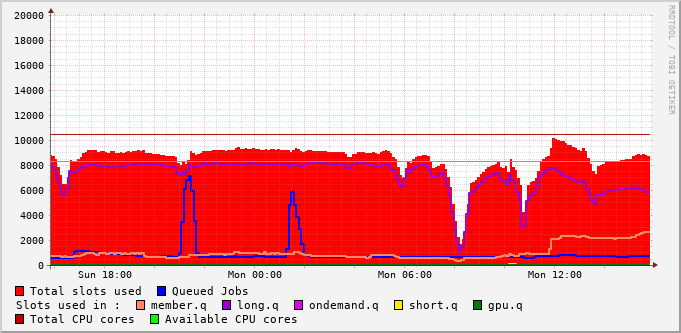 20000
18000
16000
14000
12000
10000
8000
6000
4000
2000
0
Sun 18:00 Mon 00:00 Mon 06:00 Mon 12:00
Total slots used Queued Jobs
Slots used in : member.q long.q ondemand.q short.q gpu.q
Total CPU cores Available CPU cores
RRDTOOL / TOBI OETIKER